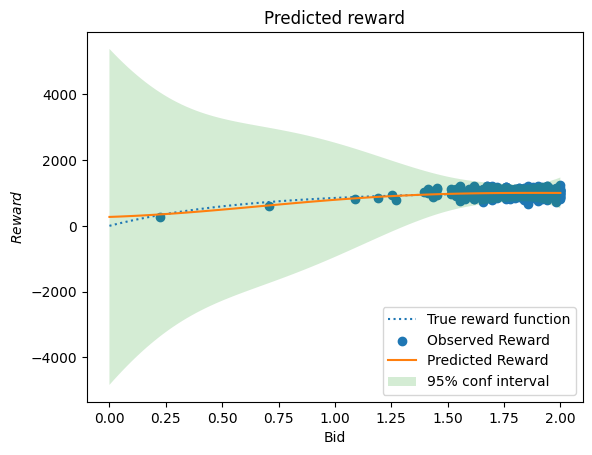 Predicted reward
4000
2000
0
−2000
−4000
Reward
True reward function
Observed Reward
Predicted Reward
95% conf interval
0.00 0.25 0.50 0.75 1.00 1.25 1.50 1.75 2.00
Bid